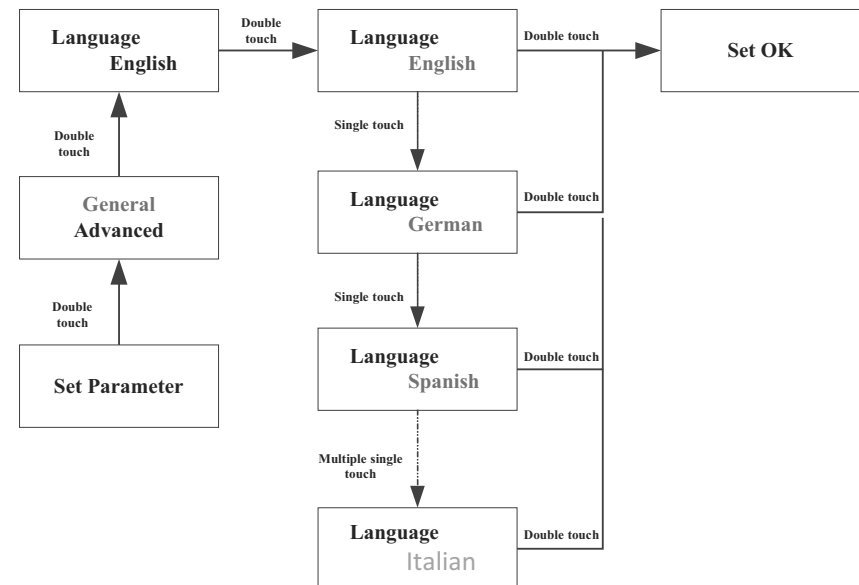 Language
English
Double
touch
Language
English
Double touch
Set OK
Double
touch
Single touch
General
Advanced
Language
German
Double touch
Double
touch
Single touch
Set Parameter
Language
Spanish
Double touch
Multiple single
touch
Language
Italian
Double touch